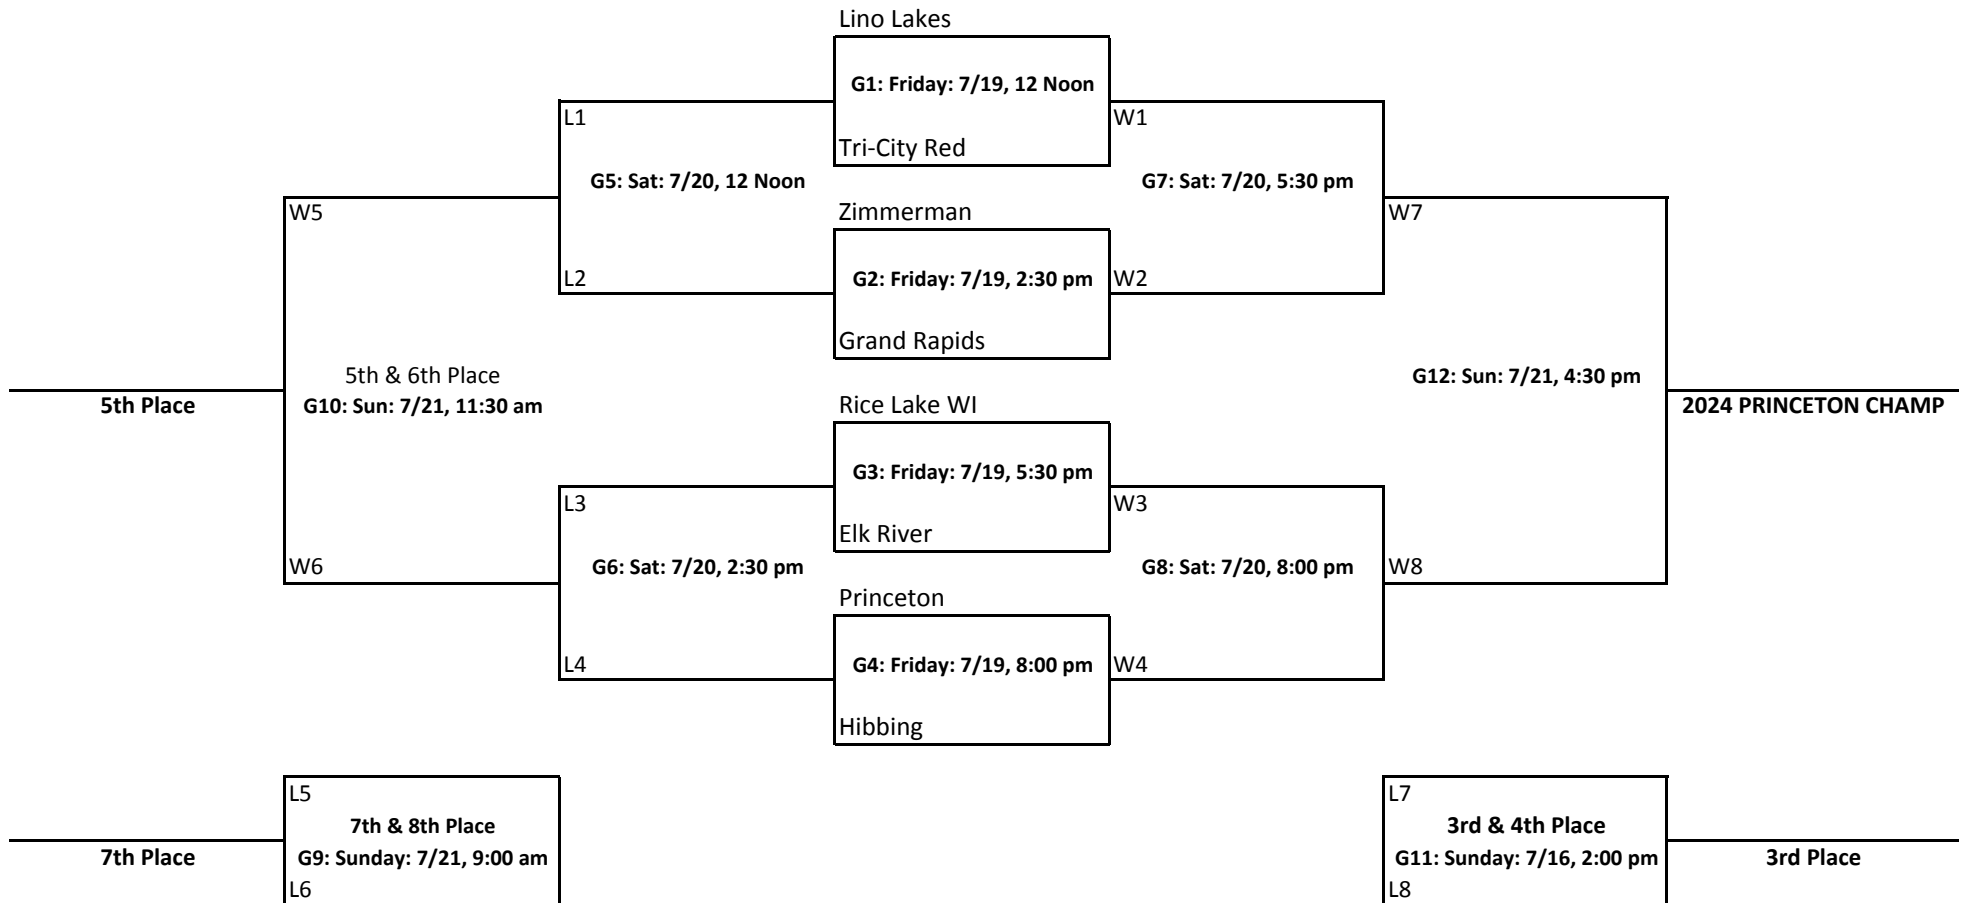 Lino Lakes
G1: Friday: 7/19, 12 Noon
L1
W1
Tri-City Red
G5: Sat: 7/20, 12 Noon
G7: Sat: 7/20, 5:30 pm
W5
Zimmerman
W7
L2
G2: Friday: 7/19, 2:30 pm
W2
Grand Rapids
5th & 6th Place
G12: Sun: 7/21, 4:30 pm
5th Place
G10: Sun: 7/21, 11:30 am
Rice Lake WI
2024 PRINCETON CHAMP
G3: Friday: 7/19, 5:30 pm
L3
W3
Elk River
W6
G6: Sat: 7/20, 2:30 pm
G8: Sat: 7/20, 8:00 pm
W8
Princeton
L4
G4: Friday: 7/19, 8:00 pm
W4
Hibbing
L5
L7
7th & 8th Place
3rd & 4th Place
7th Place
G9: Sunday: 7/21, 9:00 am
G11: Sunday: 7/16, 2:00 pm
3rd Place
L6
L8